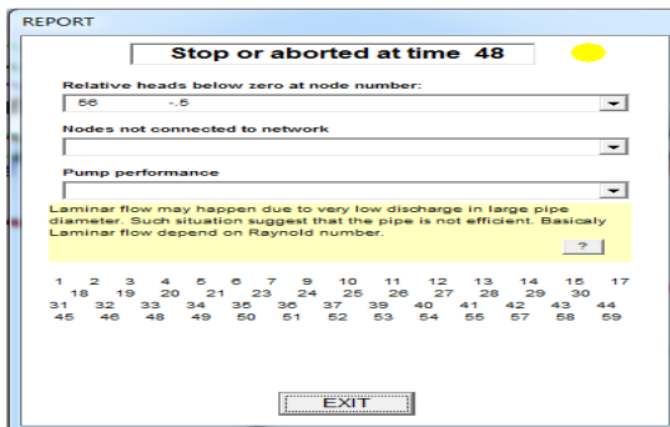 REPORT
Stop or aborted at time 48
Relative heads below zero at node number:
56 -.5
Nodes not connected to network
Pump performance
Laminar flow may happen due to very low discharge in large pipe
diameter. Such situation suggest that the pipe is not efficient. Basicaly
Laminar flow depend on Raynold number.
?
1 2 3 4 5 6 7 9 10 11 12 13 14 15 17
18 19 20 21 23 24 25 26 27 28 29 30
31 32 33 34 35 36 37 39 40 41 42 43 44
45 46 48 49 50 51 52 53 54 55 57 58 59
EXIT